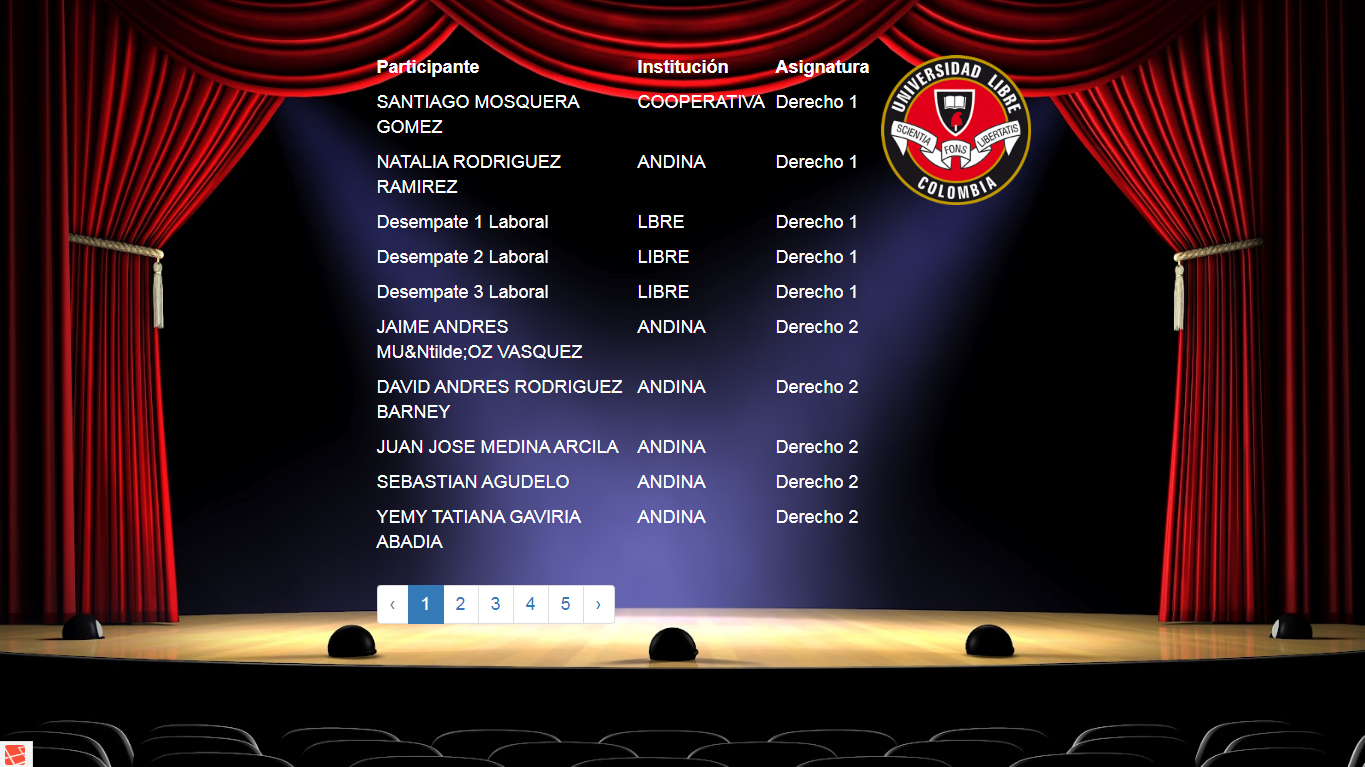 Participante Institución Asignatura
SANTIAGO MOSQUERA COOPERATIVA Derecho 1
GOMEZ
NATALIA RODRIGUEZ ANDINA Derecho 1
RAMIREZ
Desempate 1 Laboral LBRE Derecho 1
Desempate 2 Laboral LIBRE Derecho 1
Desempate 3 Laboral LIBRE Derecho 1
JAIME ANDRES ANDINA Derecho 2
MU&Ntilde;OZ VASQUEZ
DAVID ANDRES RODRIGUEZ ANDINA Derecho 2
BARNEY
JUAN JOSE MEDINA ARCILA ANDINA Derecho 2
SEBASTIAN AGUDELO ANDINA Derecho 2
YEMY TATIANA GAVIRIA ANDINA Derecho 2
ABADIA
‹ 1 2 3 4 5 ›
UNIVERSIDAD LIBRE
SCIENTIA FONS LIBERTATIS
COLOMBIA